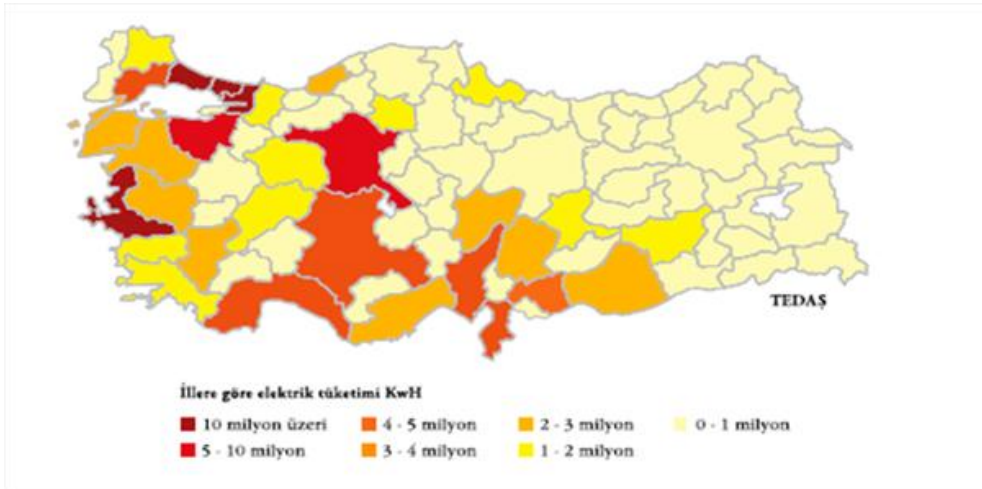 TEDAŞ
İllere göre elektrik tüketimi KwH
10 milyon üzeri
4 - 5 milyon
2 - 3 milyon
0 - 1 milyon
5 - 10 milyon
3 - 4 milyon
1 - 2 milyon